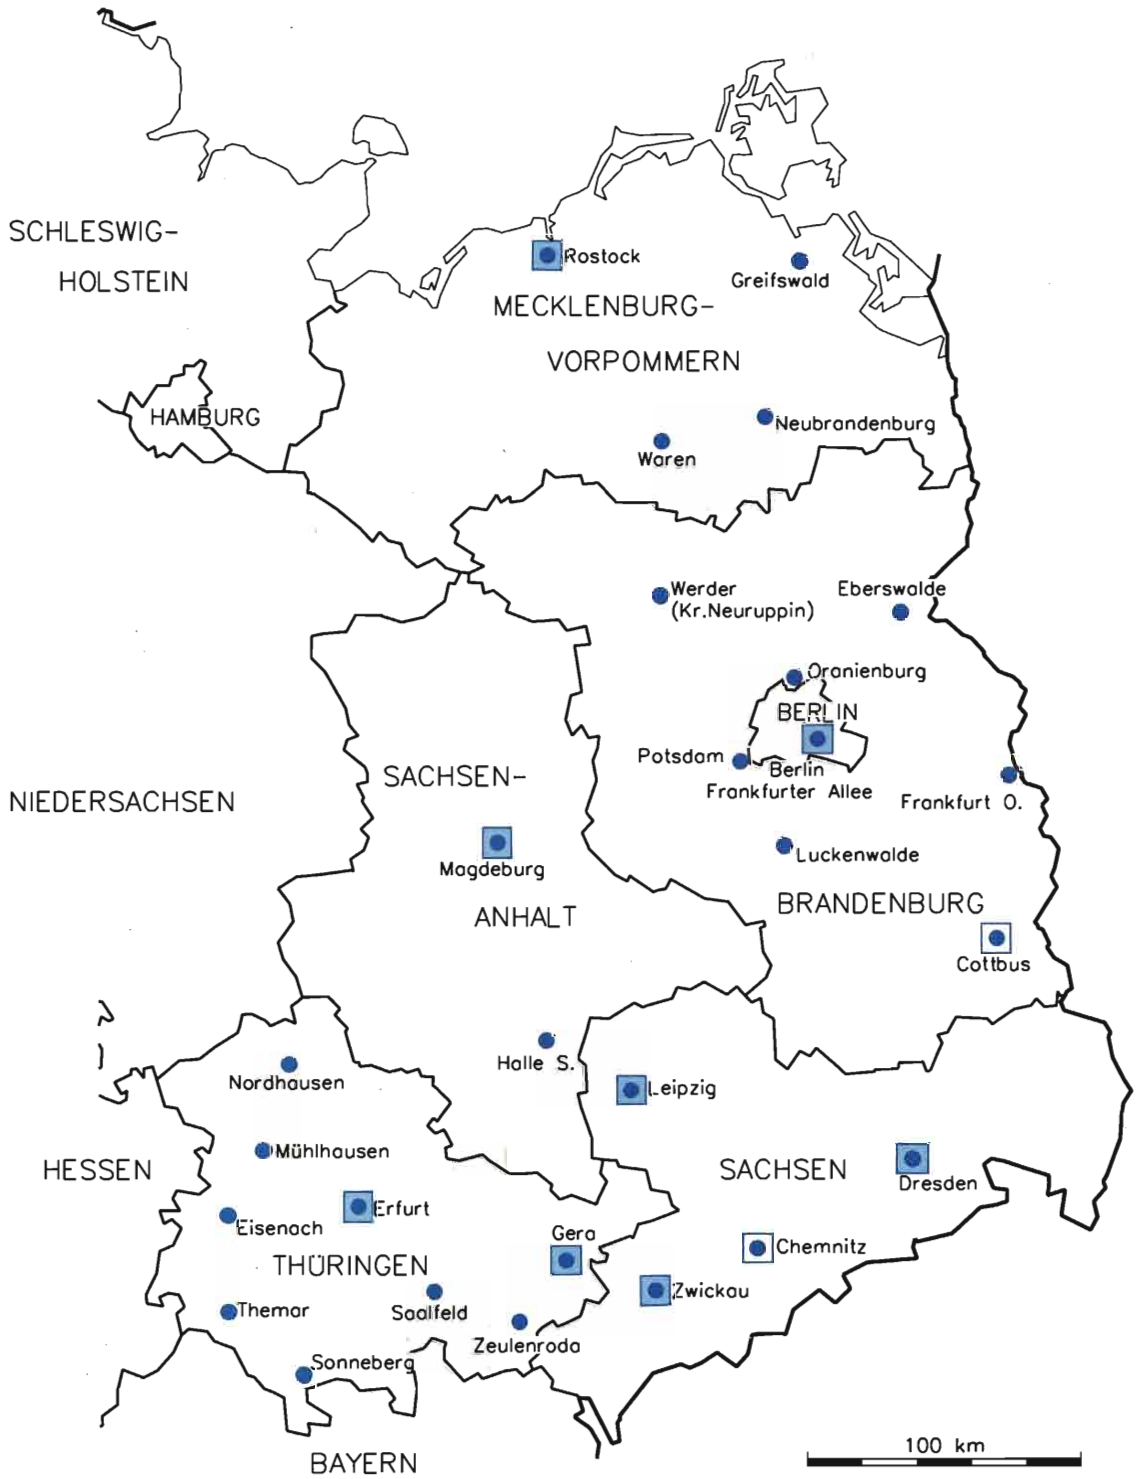 SCHLESWIG-
HOLSTEIN
Rostock
Greifswald
MECKLENBURG-
VORPOMMERN
HAMBURG
Neubrandenburg
Waren
Werder
(Kr.Neuruppin)
Eberswalde
Oranienburg
BERLIN
Potsdam
Berlin
Frankfurter Allee
Frankfurt O.
SACHSEN-
NIEDERSACHSEN
Magdeburg
Luckenwalde
ANHALT
BRANDENBURG
Cottbus
Halle S.
Nordhausen
Leipzig
Mühlhausen
HESSEN
SACHSEN
Dresden
Erfurt
Eisenach
Gera
Chemnitz
THÜRINGEN
Zwickau
Themar
Saalfeld
Zeulenroda
Sonneberg
100 km
BAYERN